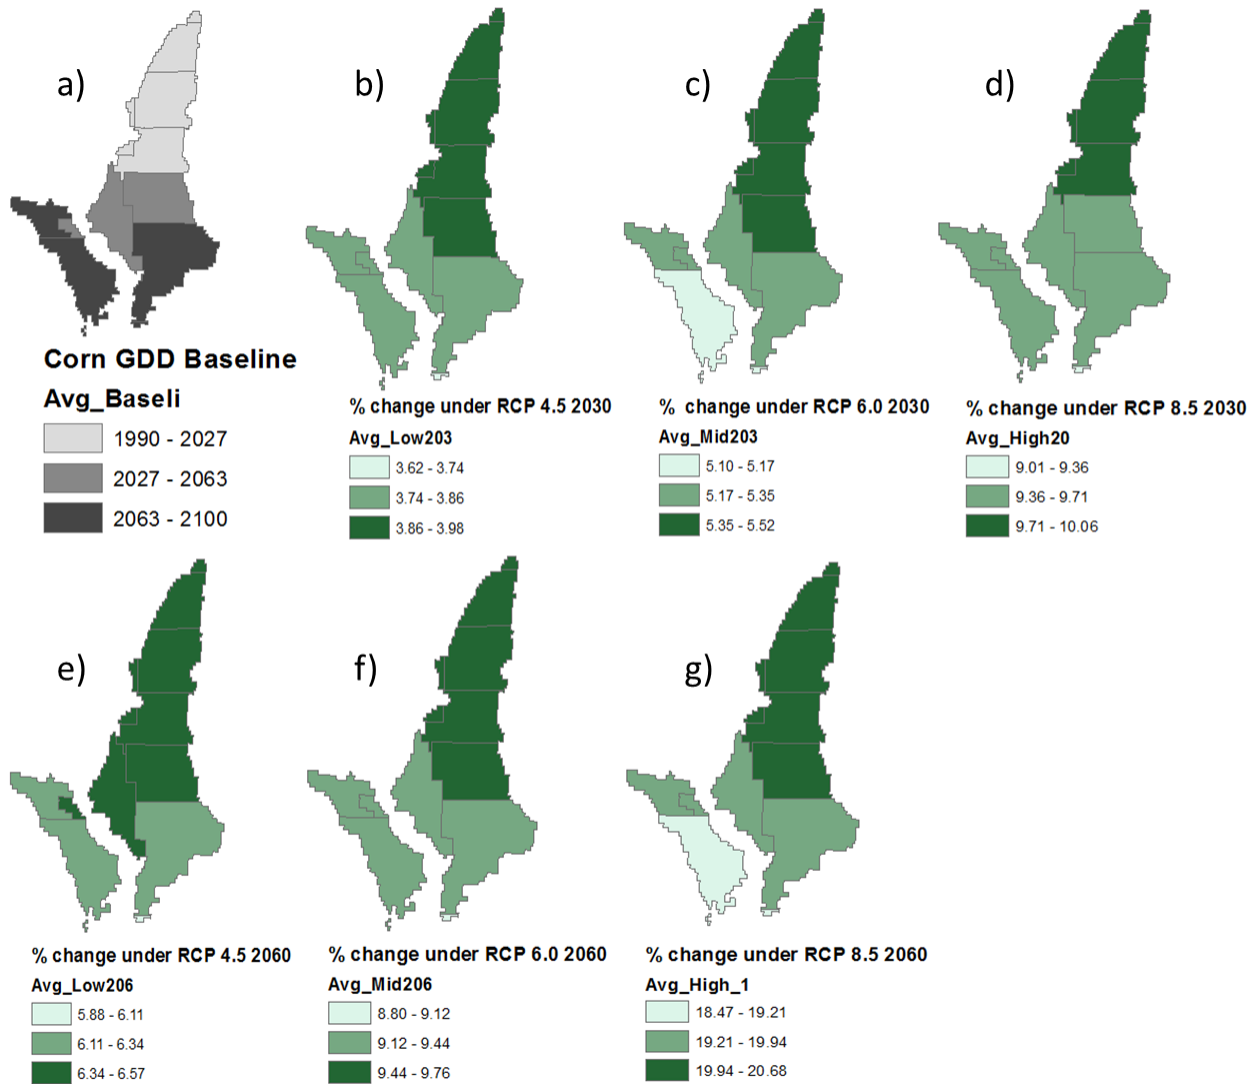 a)
b)
c)
d)
Corn GDD Baseline
Avg_Baseli
1990 - 2027
2027 - 2063
2063 - 2100
% change under RCP 4.5 2030
Avg_Low203
3.62 - 3.74
3.74 - 3.86
3.86 - 3.98
% change under RCP 6.0 2030
Avg_Mid203
5.10 - 5.17
5.17 - 5.35
5.35 - 5.52
% change under RCP 8.5 2030
Avg_High20
9.01 - 9.36
9.36 - 9.71
9.71 - 10.06
e)
f)
g)
% change under RCP 4.5 2060
Avg_Low206
5.88 - 6.11
6.11 - 6.34
6.34 - 6.57
% change under RCP 6.0 2060
Avg_Mid206
8.80 - 9.12
9.12 - 9.44
9.44 - 9.76
% change under RCP 8.5 2060
Avg_High_1
18.47 - 19.21
19.21 - 19.94
19.94 - 20.68